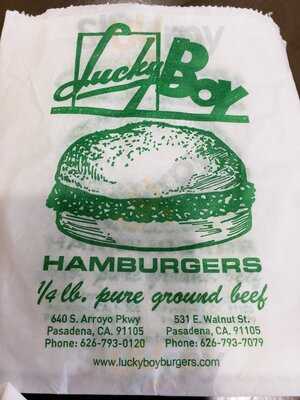 Lucky Boy
HAMBURGERS
1/4 lb. pure ground beef
640 S. Arroyo Pkwy
Pasadena, CA. 91105
Phone: 626-793-0120
531 E. Walnut St.
Pasadena, CA. 91105
Phone: 626-793-7079
www.luckyboyburgers.com